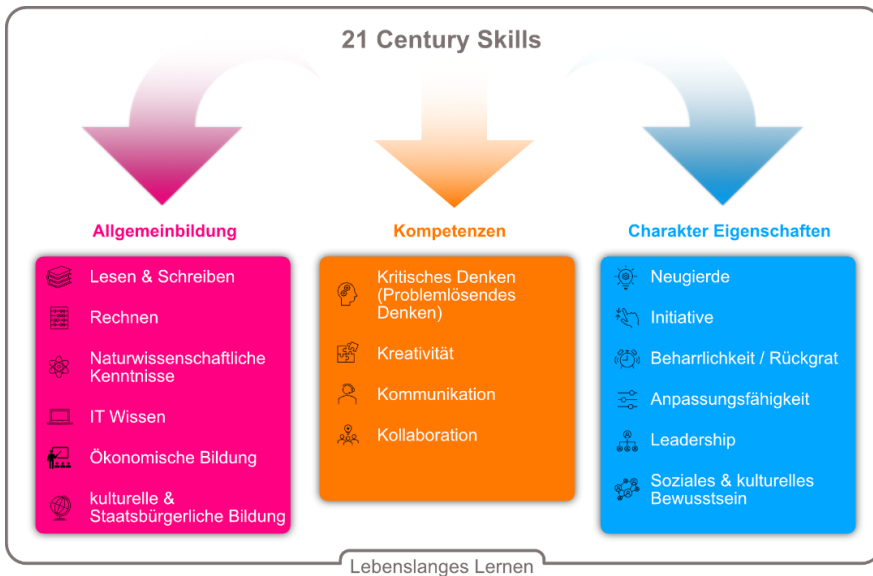 21 Century Skills
Allgemeinbildung
Lesen & Schreiben
Rechnen
Naturwissenschaftliche
Kenntnisse
IT Wissen
Ökonomische Bildung
kulturelle &
Staatsbürgerliche Bildung
Kompetenzen
Kritisches Denken
(Problemlösendes
Denken)
Kreativität
Kommunikation
Kollaboration
Charakter Eigenschaften
Neugierde
Initiative
Beharrlichkeit / Rückgrat
Anpassungsfähigkeit
Leadership
Soziales & kulturelles
Bewusstsein
Lebenslanges Lernen